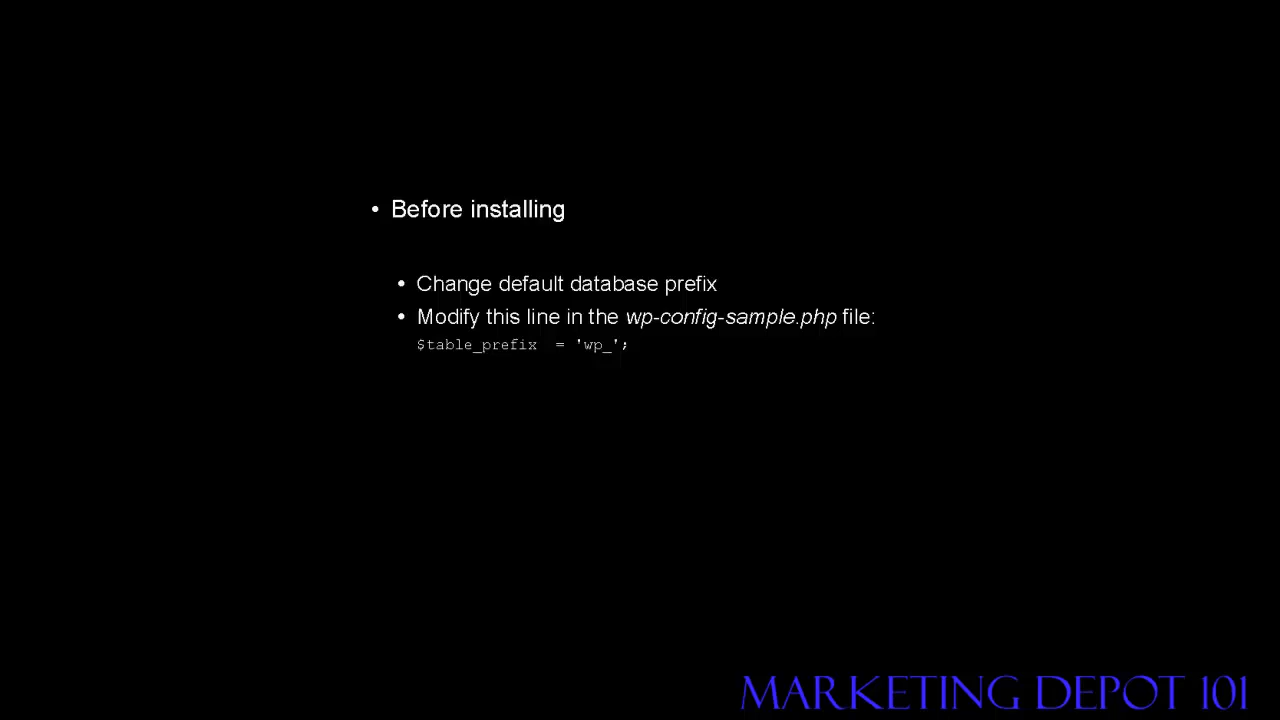 • Before installing
• Change default database prefix
• Modify this line in the wp-config-sample.php file:
$table_prefix  = 'wp_';
MARKETING DEPOT 101